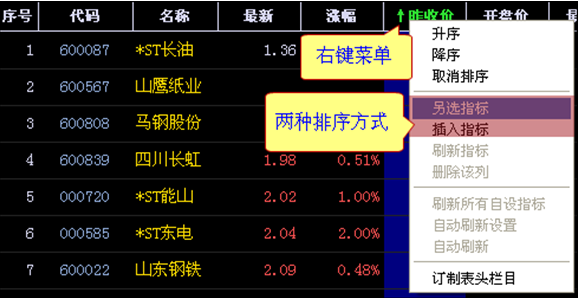 序号 代码 名称 最新 涨幅 ↑昨收价 开盘价
1 600087 *ST长油 1.36
2 600567 山鹰纸业
3 600808 马钢股份
4 600839 四川长虹 1.98 0.51%
5 000720 *ST能山 2.02 1.00%
6 000585 *ST东电 2.04 2.00%
7 600022 山东钢铁 2.09 0.48%
右键菜单
两种排序方式
升序
降序
取消排序
另选指标
插入指标
刷新指标
删除该列
刷新所有自设指标
自动刷新设置
自动刷新
订制表头栏目